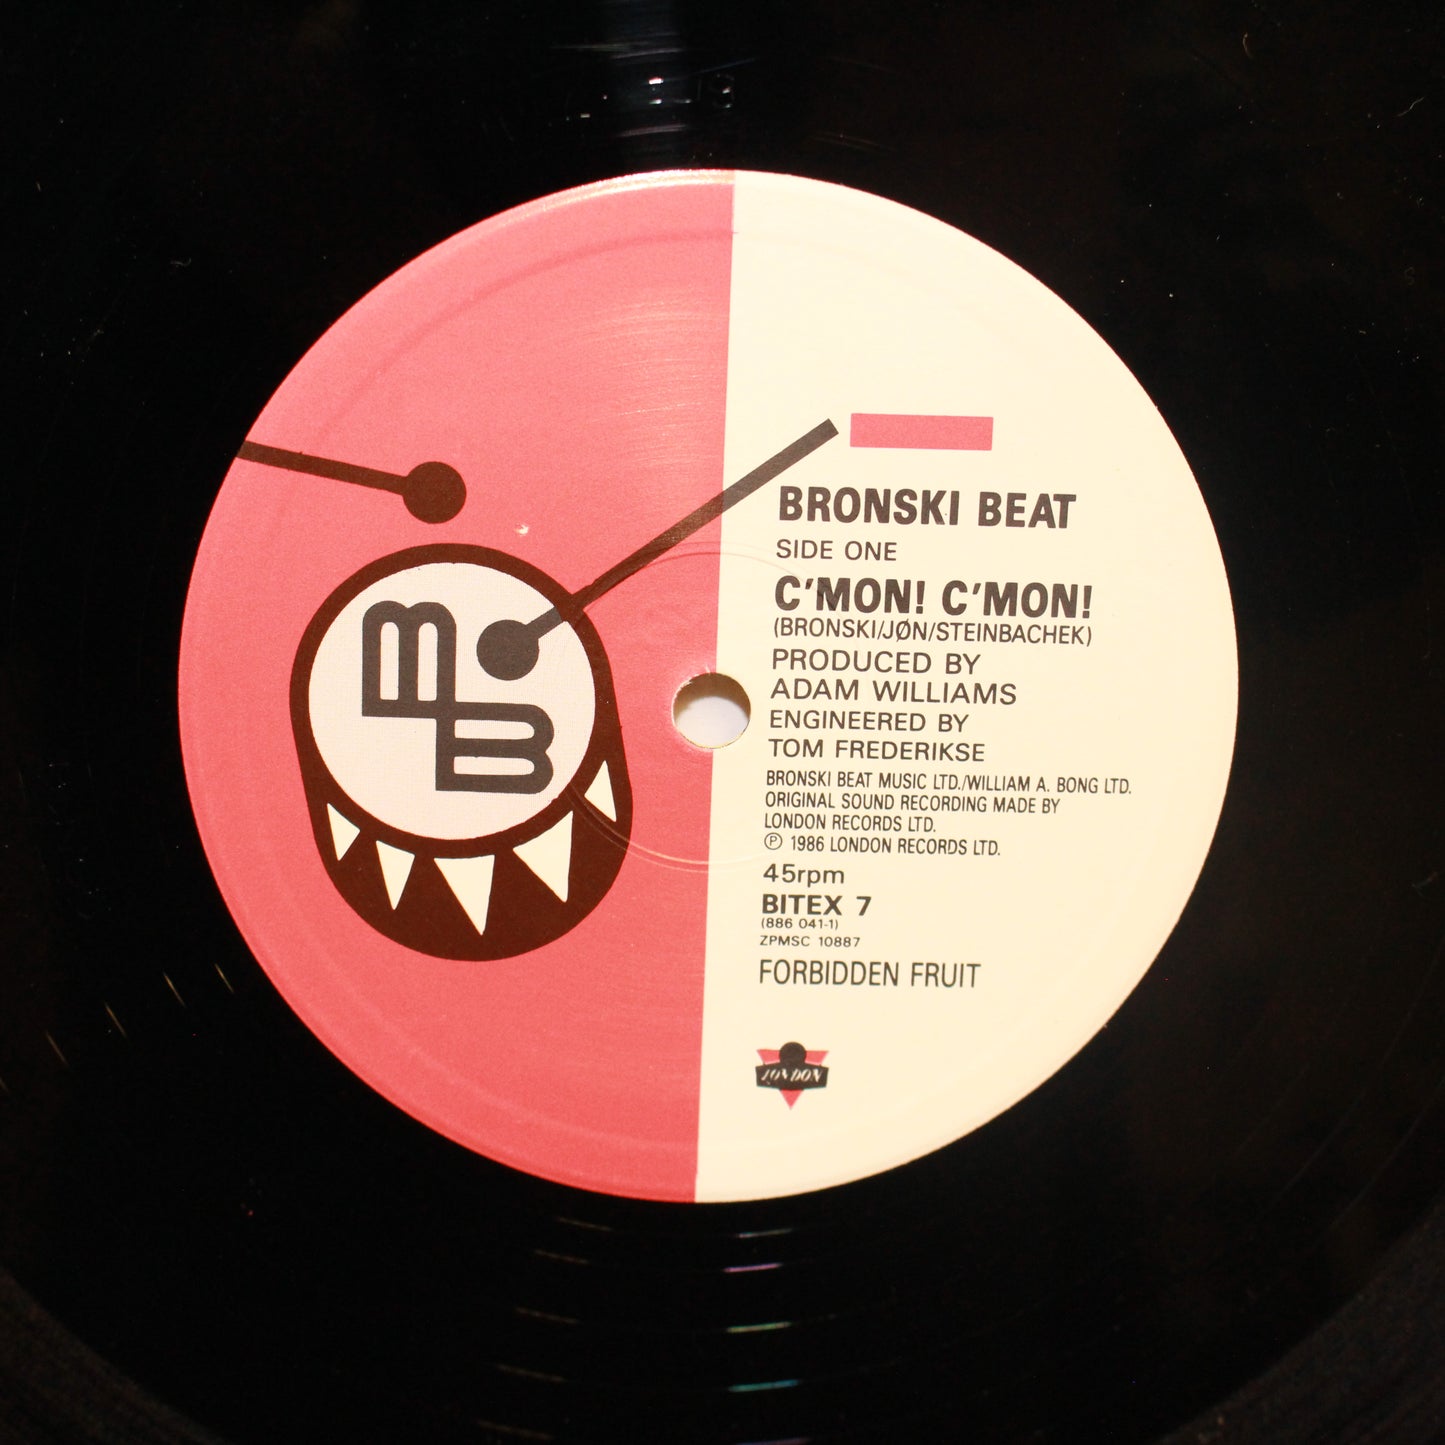 BRONSKI BEAT
SIDE ONE
C'MON! C'MON!
(BRONSKI/JØN/STEINBACHEK)
PRODUCED BY
ADAM WILLIAMS
ENGINEERED BY
TOM FREDERIKSE
BRONSKI BEAT MUSIC LTD./WILLIAM A. BONG LTD.
ORIGINAL SOUND RECORDING MADE BY
LONDON RECORDS LTD.
Ⓟ 1986 LONDON RECORDS LTD.
45rpm
BITEX 7
(886 041-1)
ZPMSC 10887
FORBIDDEN FRUIT
LONDON
BB